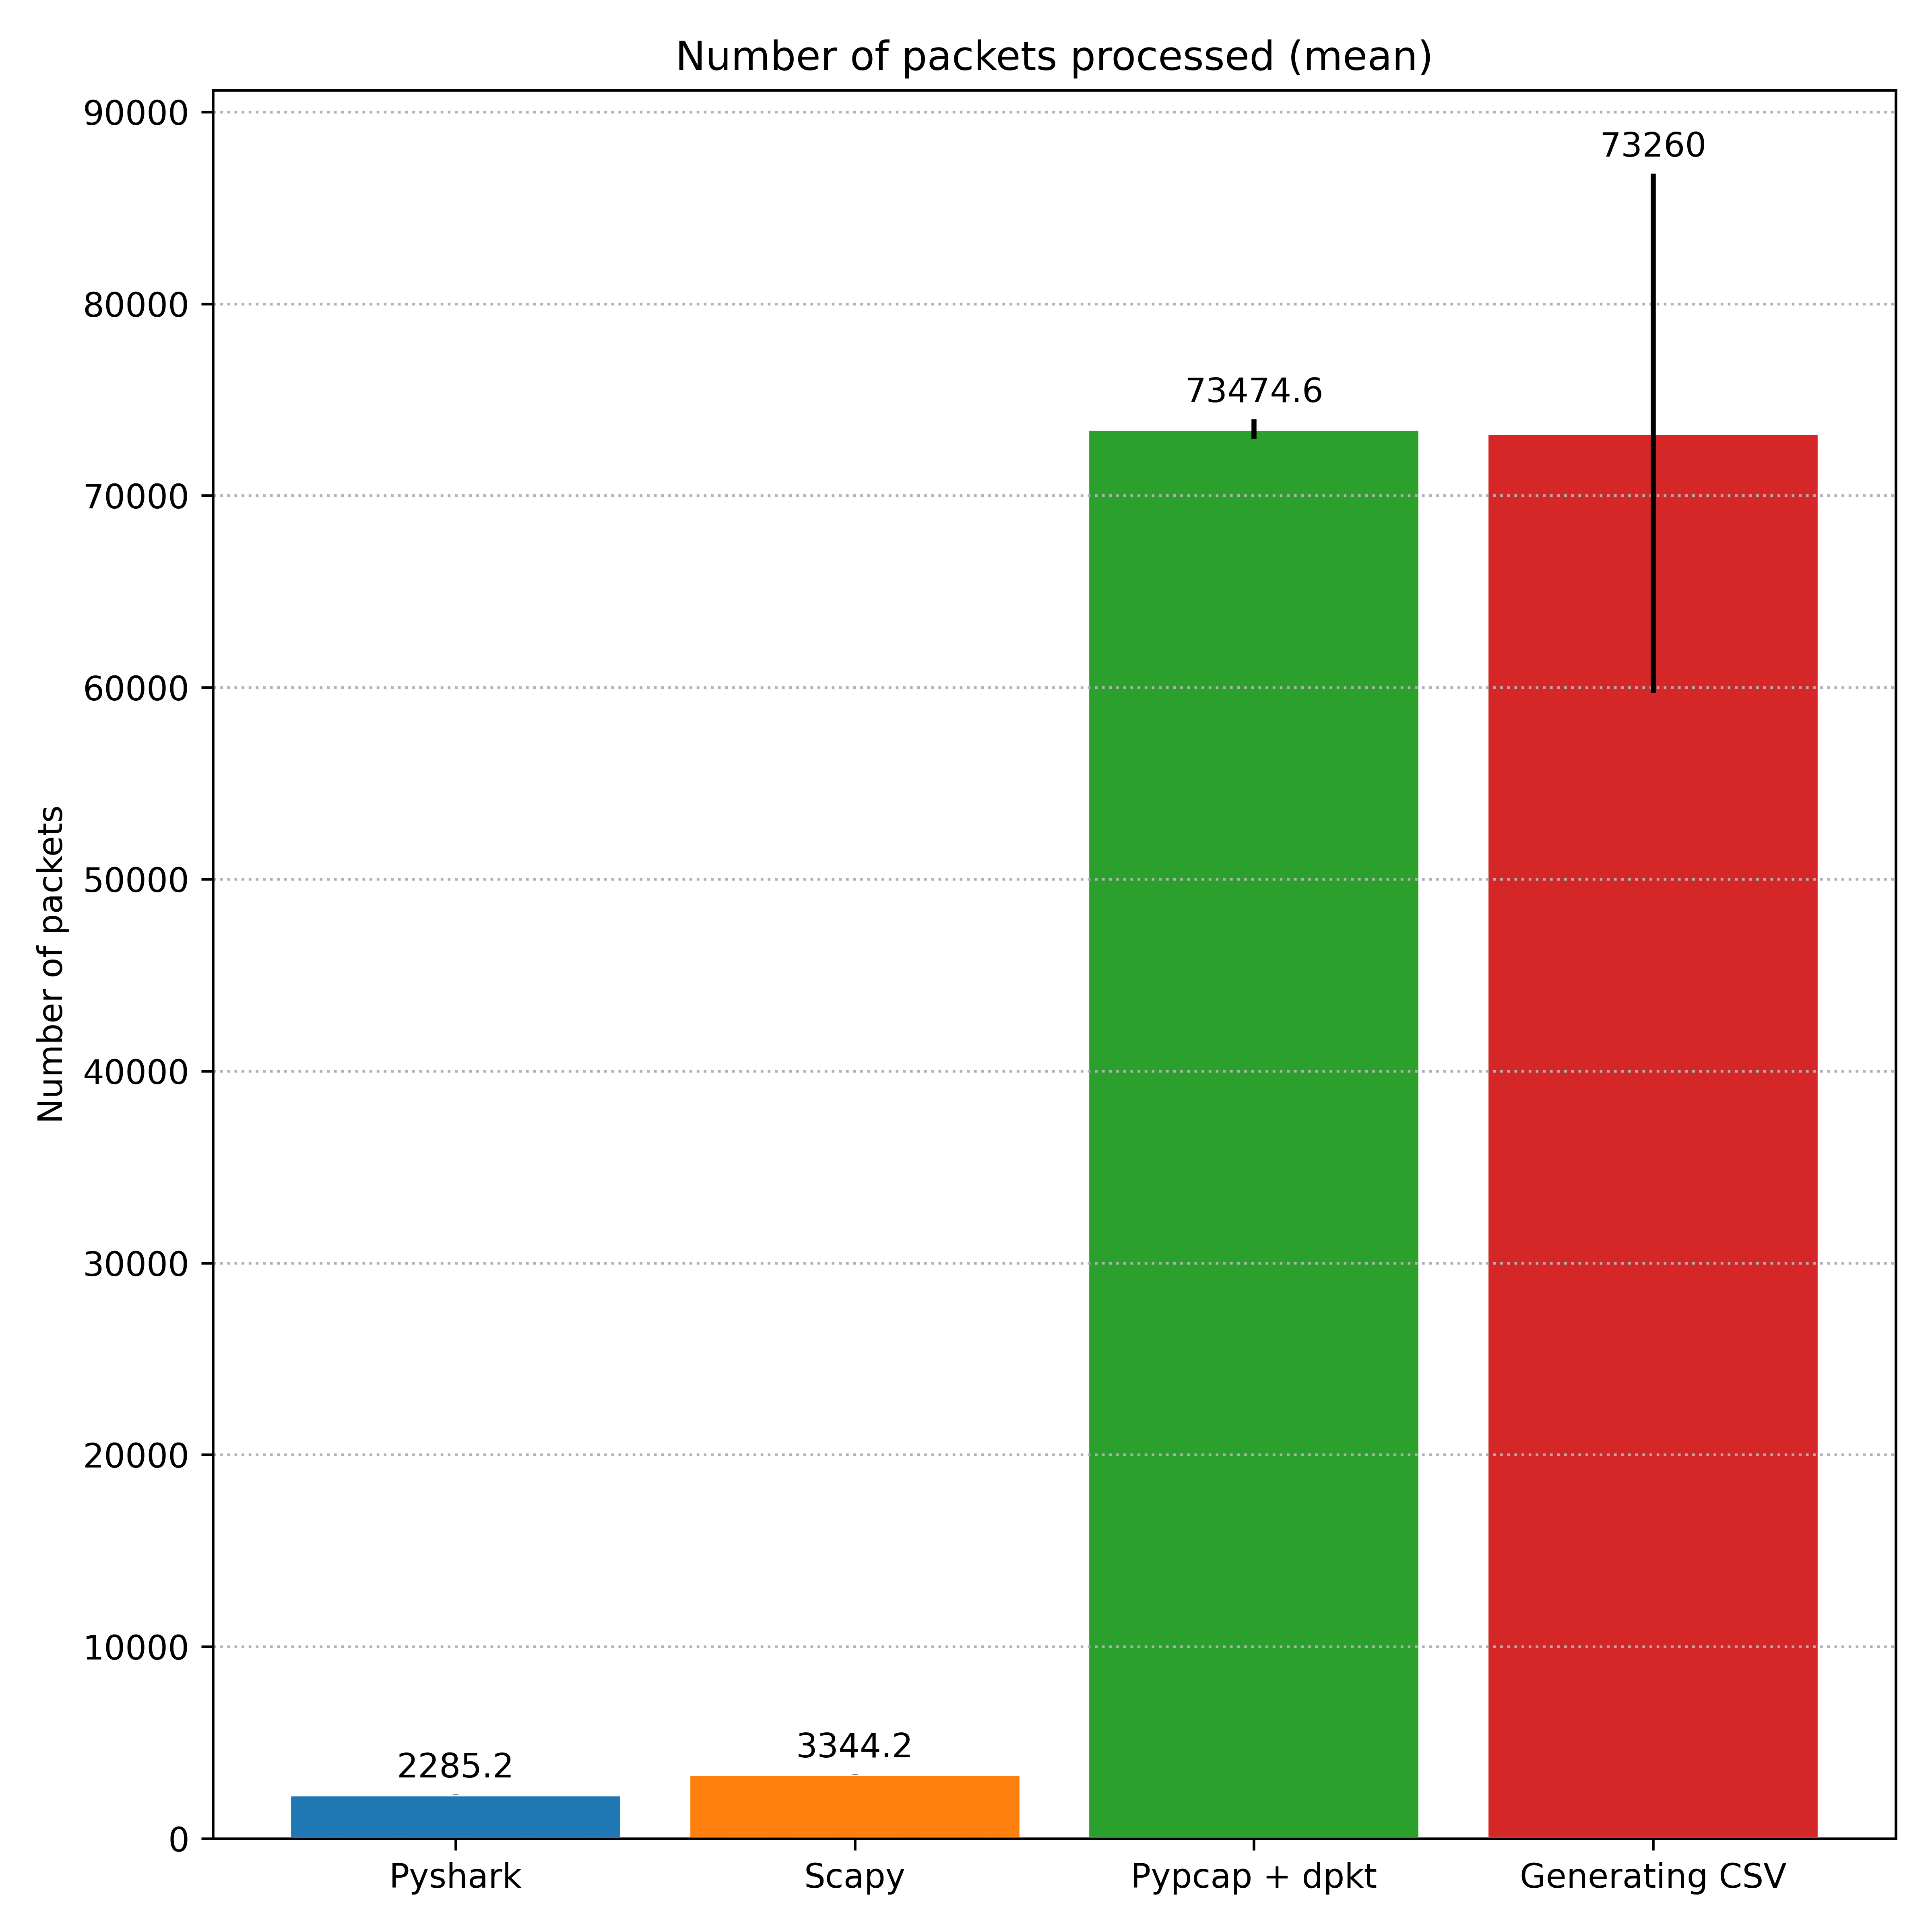 Number of packets processed (mean)
Number of packets
90000
80000
70000
60000
50000
40000
30000
20000
10000
0
2285.2
3344.2
73474.6
73260
Pyshark
Scapy
Pypcap + dpkt
Generating CSV